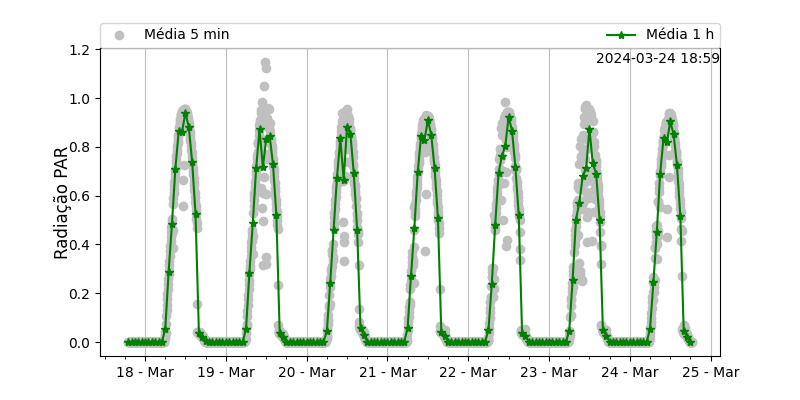 Média 5 min
Média 1 h
2024-03-24 18:59
Radiação PAR
1.2
1.0
0.8
0.6
0.4
0.2
0.0
18 - Mar
19 - Mar
20 - Mar
21 - Mar
22 - Mar
23 - Mar
24 - Mar
25 - Mar